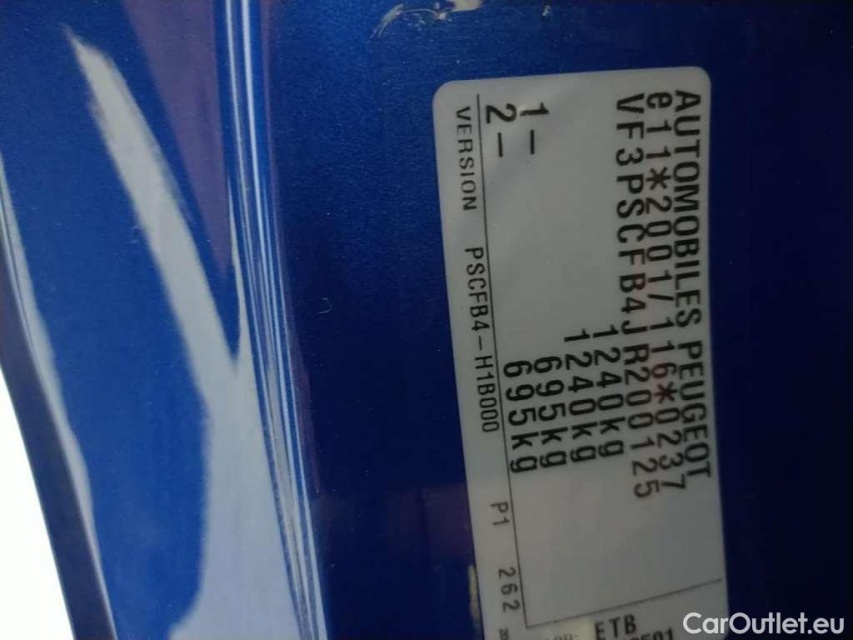 AUTOMOBILES PEUGEOT
e11*2001/116*0237
VF3PSCFB4JR200125
1240kg
1240kg
1- 695kg
2- 695kg
VERSION PSCFB4-H1B000 P1 262
ETB
CarOutlet.eu